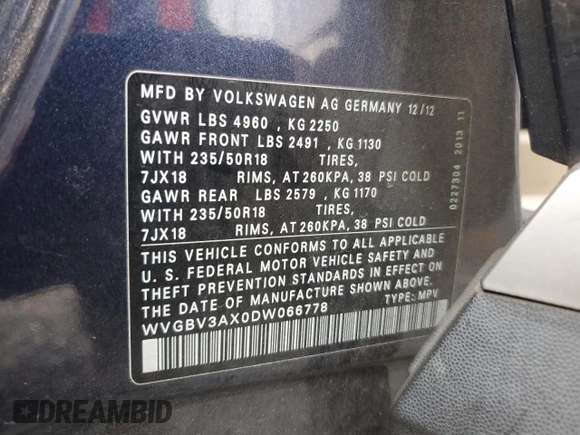 MFD BY VOLKSWAGEN AG GERMANY 12/12
GVWR LBS 4960 , KG 2250
GAWR FRONT LBS 2491 , KG 1130
WITH 235/50R18 TIRES,
7JX18 RIMS, AT 260KPA, 38 PSI COLD
GAWR REAR LBS 2579 , KG 1170
WITH 235/50R18 TIRES,
7JX18 RIMS, AT 260KPA, 38 PSI COLD
THIS VEHICLE CONFORMS TO ALL APPLICABLE
U. S. FEDERAL MOTOR VEHICLE SAFETY AND
THEFT PREVENTION STANDARDS IN EFFECT ON
THE DATE OF MANUFACTURE SHOWN ABOVE.
WVGBV3AX0DW066778 TYPE: MPV
0227304 2013 11
DREAMBID